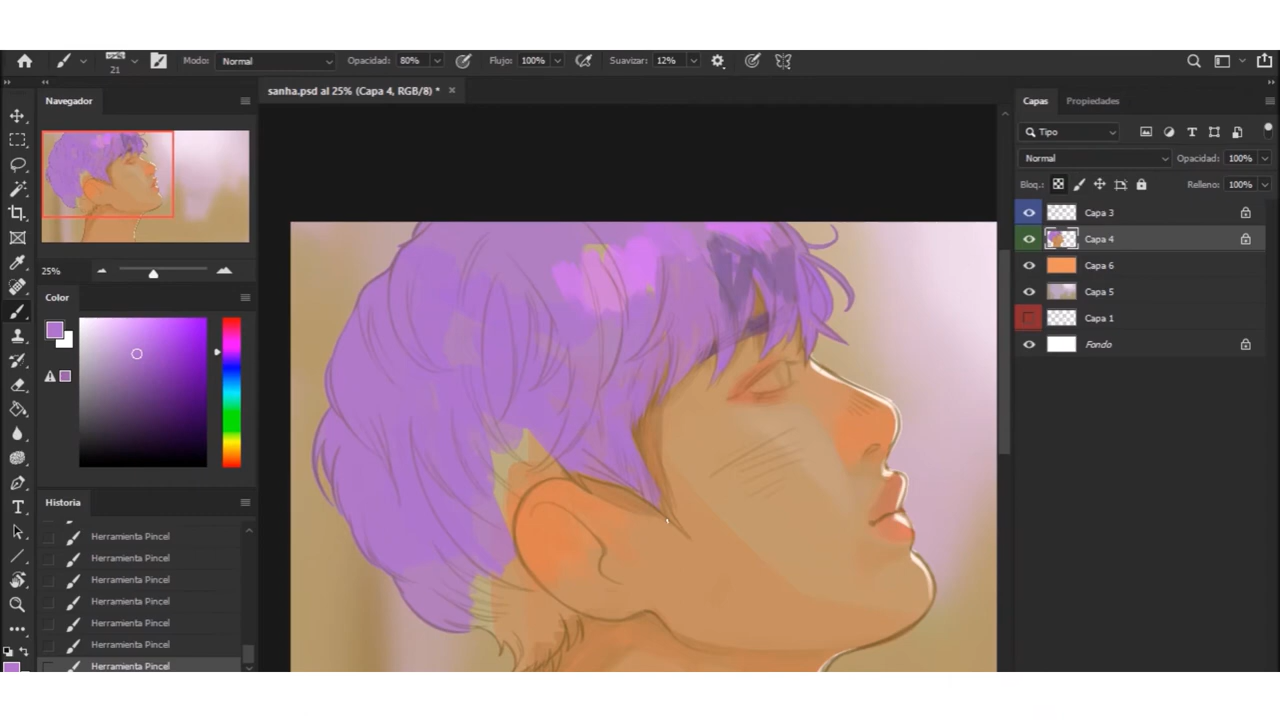 Modo: Normal Opacidad: 80% Flujo: 100% Suavizar: 12%
21
Navegador
sanha.psd al 25% (Capa 4, RGB/8) *
25%
Color
Historia
Herramienta Pincel
Herramienta Pincel
Herramienta Pincel
Herramienta Pincel
Herramienta Pincel
Herramienta Pincel
Herramienta Pincel
Capas Propiedades
Tipo
Normal Opacidad: 100%
Bloq.: Relleno: 100%
Capa 3
Capa 4
Capa 6
Capa 5
Capa 1
Fondo